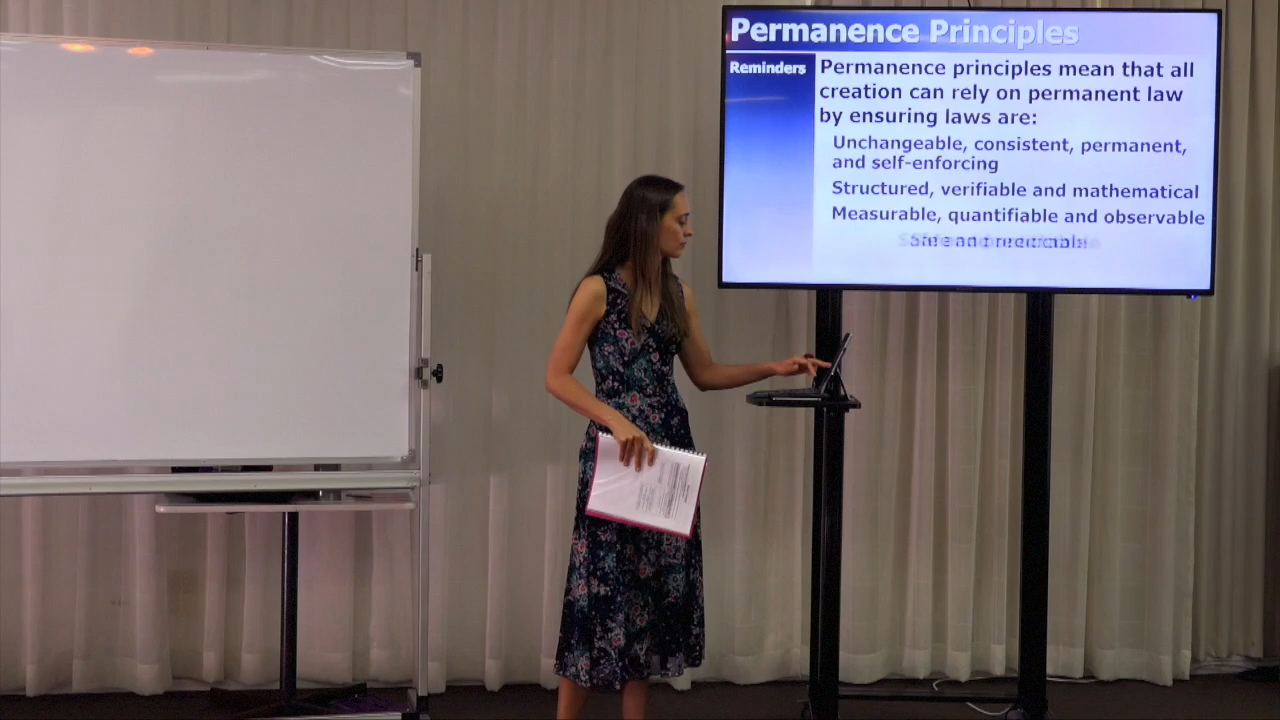 Permanence Principles
Reminders
Permanence principles mean that all
creation can rely on permanent law
by ensuring laws are:
Unchangeable, consistent, permanent,
and self-enforcing
Structured, verifiable and mathematical
Measurable, quantifiable and observable